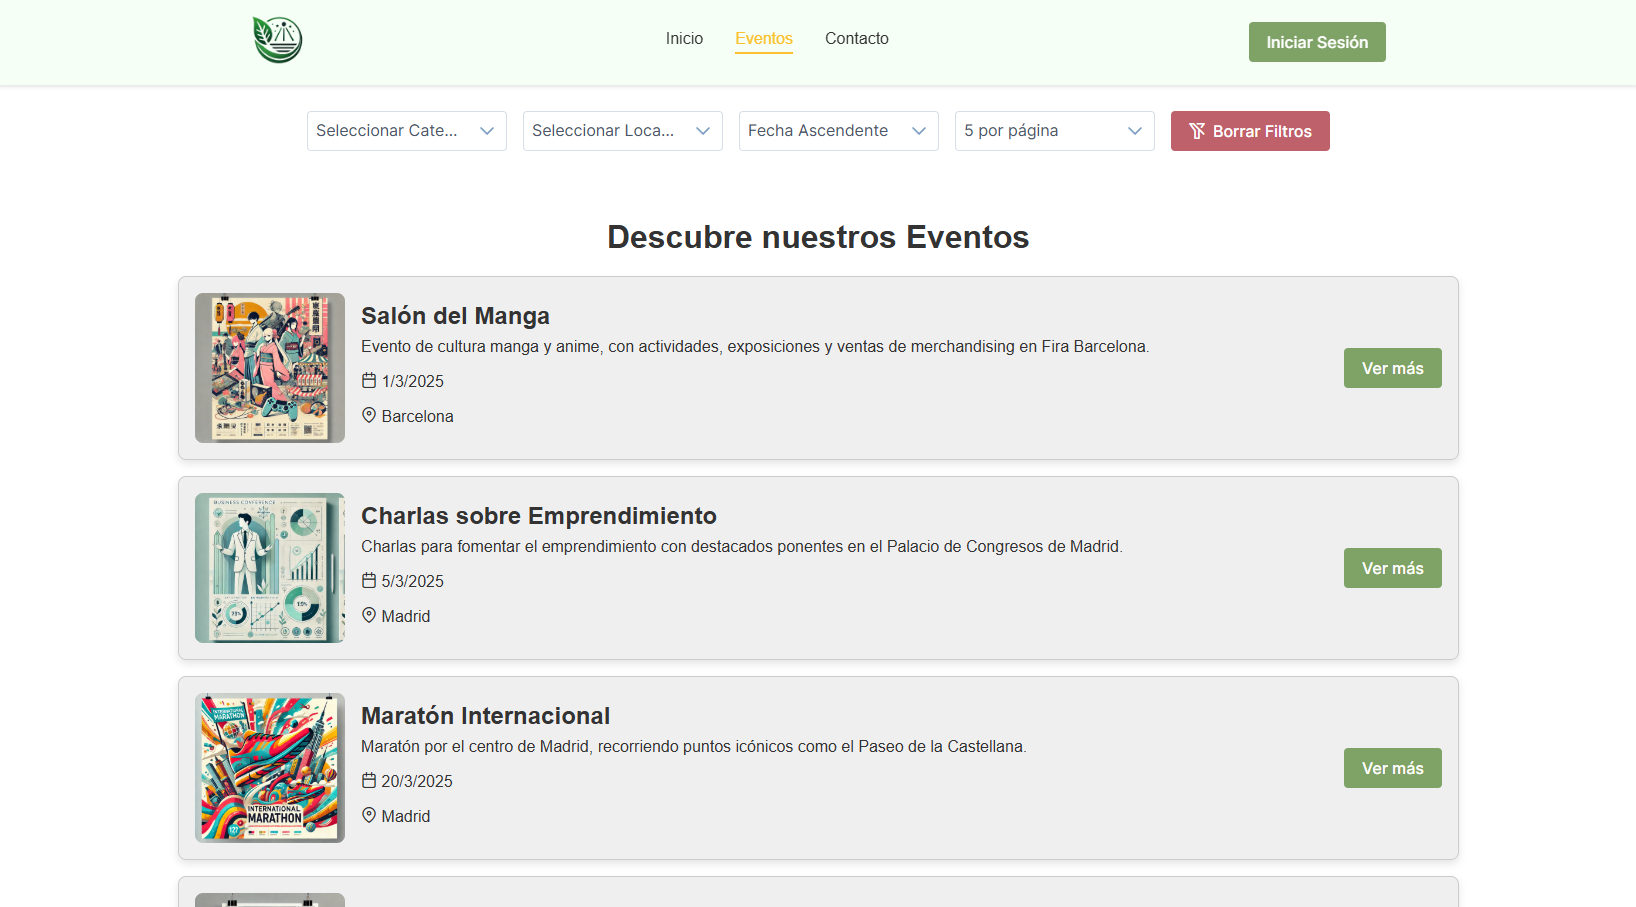 Inicio
Eventos
Contacto
Iniciar Sesión
Seleccionar Cate...
Seleccionar Loca...
Fecha Ascendente
5 por página
Borrar Filtros
Descubre nuestros Eventos
Salón del Manga
Evento de cultura manga y anime, con actividades, exposiciones y ventas de merchandising en Fira Barcelona.
1/3/2025
Barcelona
Ver más
BUSINESS CONFERENCE
Charlas sobre Emprendimiento
Charlas para fomentar el emprendimiento con destacados ponentes en el Palacio de Congresos de Madrid.
5/3/2025
Madrid
Ver más
INTERNATIONAL
MARATHON
INTERNATIONAL
MARATHON
127
Maratón Internacional
Maratón por el centro de Madrid, recorriendo puntos icónicos como el Paseo de la Castellana.
20/3/2025
Madrid
Ver más